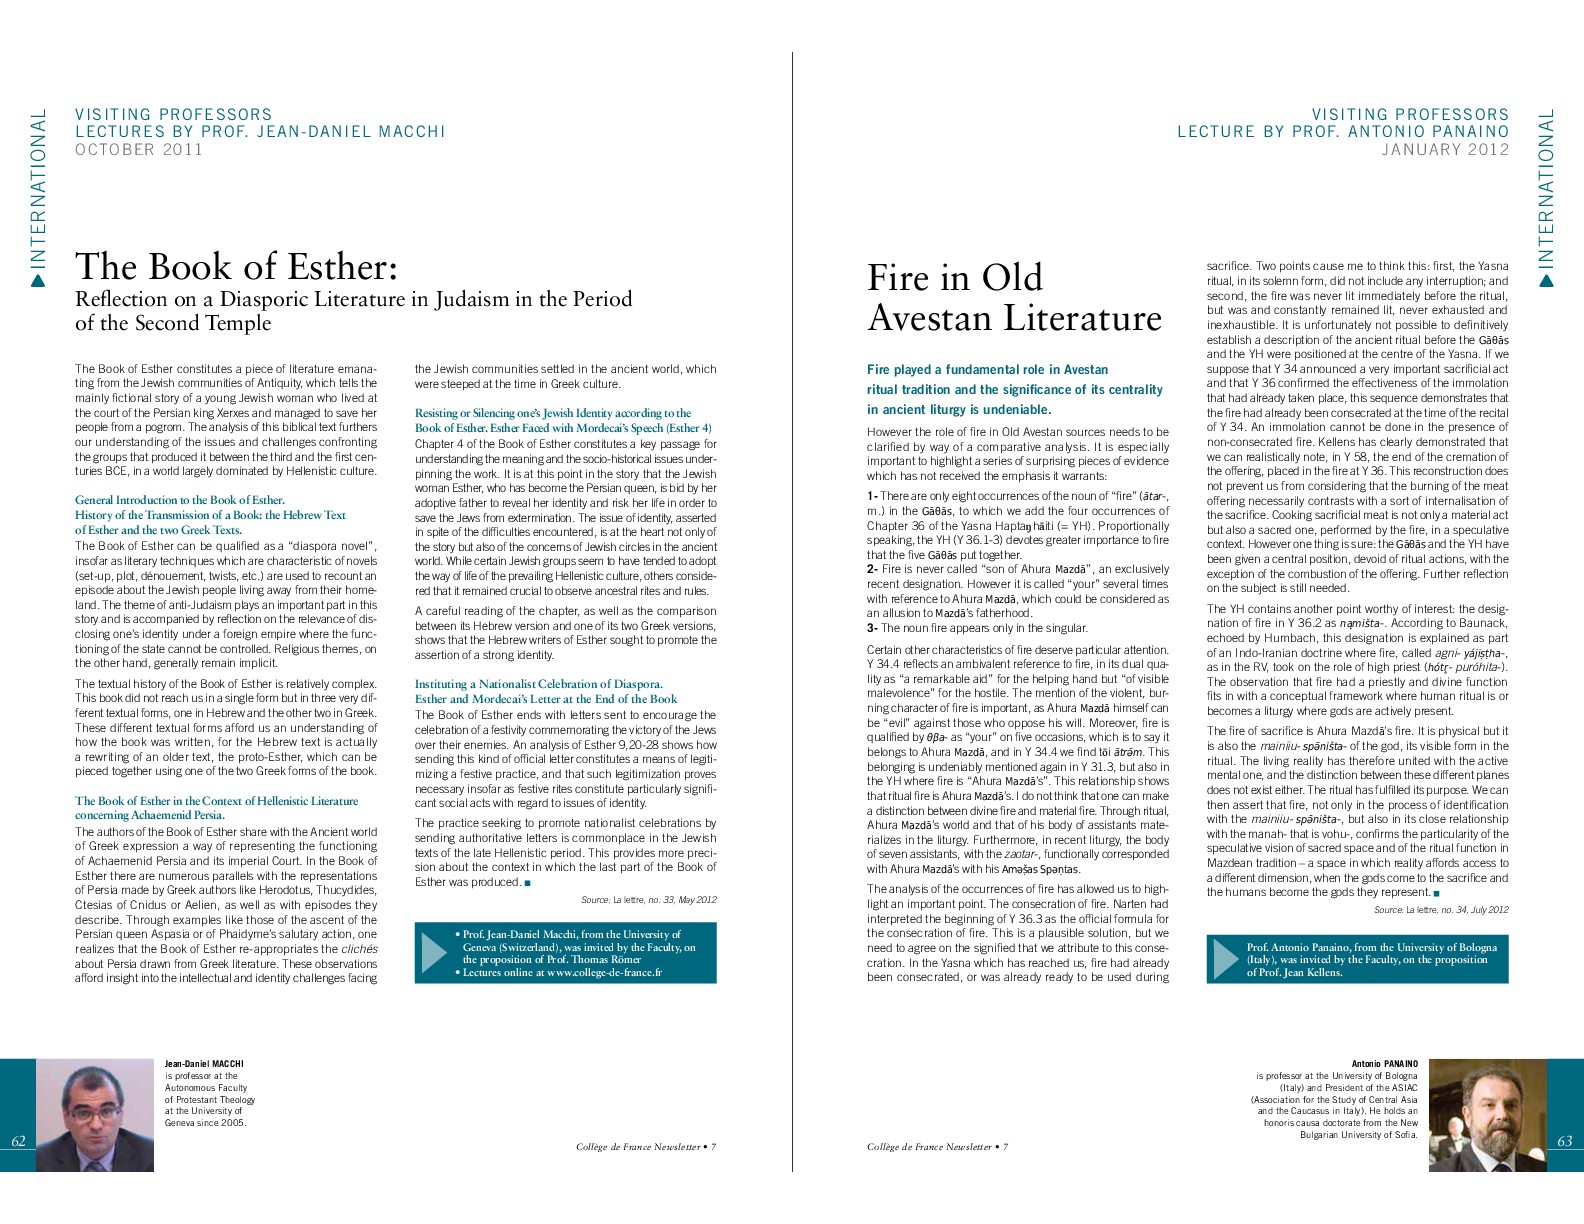 INTERNATIONAL
VISITING PROFESSORS
LECTURES BY PROF. JEAN-DANIEL MACCHI
OCTOBER 2011
The Book of Esther:
Reflection on a Diasporic Literature in Judaism in the Period
of the Second Temple
The Book of Esther constitutes a piece of literature emana-
ting from the Jewish communities of Antiquity, which tells the
mainly fictional story of a young Jewish woman who lived at
the court of the Persian king Xerxes and managed to save her
people from a pogrom. The analysis of this biblical text furthers
our understanding of the issues and challenges confronting
the groups that produced it between the third and the first cen-
turies BCE, in a world largely dominated by Hellenistic culture.
General Introduction to the Book of Esther.
History of the Transmission of a Book: the Hebrew Text
of Esther and the two Greek Texts.
The Book of Esther can be qualified as a “diaspora novel”,
insofar as literary techniques which are characteristic of novels
(set-up, plot, dénouement, twists, etc.) are used to recount an
episode about the Jewish people living away from their home-
land. The theme of anti-Judaism plays an important part in this
story and is accompanied by reflection on the relevance of dis-
closing one’s identity under a foreign empire where the func-
tioning of the state cannot be controlled. Religious themes, on
the other hand, generally remain implicit.
The textual history of the Book of Esther is relatively complex.
This book did not reach us in a single form but in three very dif-
ferent textual forms, one in Hebrew and the other two in Greek.
These different textual forms afford us an understanding of
how the book was written, for the Hebrew text is actually
a rewriting of an older text, the proto-Esther, which can be
pieced together using one of the two Greek forms of the book.
The Book of Esther in the Context of Hellenistic Literature
concerning Achaemenid Persia.
The authors of the Book of Esther share with the Ancient world
of Greek expression a way of representing the functioning
of Achaemenid Persia and its imperial Court. In the Book of
Esther there are numerous parallels with the representations
of Persia made by Greek authors like Herodotus, Thucydides,
Ctesias of Cnidus or Aelien, as well as with episodes they
describe. Through examples like those of the ascent of the
Persian queen Aspasia or of Phaidyme’s salutary action, one
realizes that the Book of Esther re-appropriates the clichés
about Persia drawn from Greek literature. These observations
afford insight into the intellectual and identity challenges facing
the Jewish communities settled in the ancient world, which
were steeped at the time in Greek culture.
Resisting or Silencing one’s Jewish Identity according to the
Book of Esther. Esther Faced with Mordecai’s Speech (Esther 4)
Chapter 4 of the Book of Esther constitutes a key passage for
understanding the meaning and the socio-historical issues under-
pinning the work. It is at this point in the story that the Jewish
woman Esther, who has become the Persian queen, is bid by her
adoptive father to reveal her identity and risk her life in order to
save the Jews from extermination. The issue of identity, asserted
in spite of the difficulties encountered, is at the heart not only of
the story but also of the concerns of Jewish circles in the ancient
world. While certain Jewish groups seem to have tended to adopt
the way of life of the prevailing Hellenistic culture, others conside-
red that it remained crucial to observe ancestral rites and rules.
A careful reading of the chapter, as well as the comparison
between its Hebrew version and one of its two Greek versions,
shows that the Hebrew writers of Esther sought to promote the
assertion of a strong identity.
Instituting a Nationalist Celebration of Diaspora.
Esther and Mordecai’s Letter at the End of the Book
The Book of Esther ends with letters sent to encourage the
celebration of a festivity commemorating the victory of the Jews
over their enemies. An analysis of Esther 9,20-28 shows how
sending this kind of official letter constitutes a means of legiti-
mizing a festive practice, and that such legitimization proves
necessary insofar as festive rites constitute particularly signifi-
cant social acts with regard to issues of identity.
The practice seeking to promote nationalist celebrations by
sending authoritative letters is commonplace in the Jewish
texts of the late Hellenistic period. This provides more preci-
sion about the context in which the last part of the Book of
Esther was produced. ■
Source: La lettre, no. 33, May 2012
• Prof. Jean-Daniel Macchi, from the University of
Geneva (Switzerland), was invited by the Faculty, on
the proposition of Prof. Thomas Römer
• Lectures online at www.college-de-france.fr
Jean-Daniel MACCHI
is professor at the
Autonomous Faculty
of Protestant Theology
at the University of
Geneva since 2005.
62
Collège de France Newsletter • 7
VISITING PROFESSORS
LECTURE BY PROF. ANTONIO PANAINO
JANUARY 2012
INTERNATIONAL
Fire in Old
Avestan Literature
Fire played a fundamental role in Avestan
ritual tradition and the significance of its centrality
in ancient liturgy is undeniable.
However the role of fire in Old Avestan sources needs to be
clarified by way of a comparative analysis. It is especially
important to highlight a series of surprising pieces of evidence
which has not received the emphasis it warrants:
1- There are only eight occurrences of the noun of “fire” (ātar-,
m.) in the Gāθās, to which we add the four occurrences of
Chapter 36 of the Yasna Haptaŋhāiti (= YH). Proportionally
speaking, the YH (Y 36.1-3) devotes greater importance to fire
that the five Gāθās put together.
2- Fire is never called “son of Ahura Mazdā”, an exclusively
recent designation. However it is called “your” several times
with reference to Ahura Mazdā, which could be considered as
an allusion to Mazdā’s fatherhood.
3- The noun fire appears only in the singular.
Certain other characteristics of fire deserve particular attention.
Y 34.4 reflects an ambivalent reference to fire, in its dual qua-
lity as “a remarkable aid” for the helping hand but “of visible
malevolence” for the hostile. The mention of the violent, bur-
ning character of fire is important, as Ahura Mazdā himself can
be “evil” against those who oppose his will. Moreover, fire is
qualified by θβa- as “your” on five occasions, which is to say it
belongs to Ahura Mazdā, and in Y 34.4 we find tōi ātrǝ̄m. This
belonging is undeniably mentioned again in Y 31.3, but also in
the YH where fire is “Ahura Mazdā’s”. This relationship shows
that ritual fire is Ahura Mazdā’s. I do not think that one can make
a distinction between divine fire and material fire. Through ritual,
Ahura Mazdā’s world and that of his body of assistants mate-
rializes in the liturgy. Furthermore, in recent liturgy, the body
of seven assistants, with the zaotar-, functionally corresponded
with Ahura Mazdā’s with his Amǝṣ̌as Spǝṇtas.
The analysis of the occurrences of fire has allowed us to high-
light an important point. The consecration of fire. Narten had
interpreted the beginning of Y 36.3 as the official formula for
the consecration of fire. This is a plausible solution, but we
need to agree on the signified that we attribute to this conse-
cration. In the Yasna which has reached us, fire had already
been consecrated, or was already ready to be used during
sacrifice. Two points cause me to think this: first, the Yasna
ritual, in its solemn form, did not include any interruption; and
second, the fire was never lit immediately before the ritual,
but was and constantly remained lit, never exhausted and
inexhaustible. It is unfortunately not possible to definitively
establish a description of the ancient ritual before the Gāθās
and the YH were positioned at the centre of the Yasna. If we
suppose that Y 34 announced a very important sacrificial act
and that Y 36 confirmed the effectiveness of the immolation
that had already taken place, this sequence demonstrates that
the fire had already been consecrated at the time of the recital
of Y 34. An immolation cannot be done in the presence of
non-consecrated fire. Kellens has clearly demonstrated that
we can realistically note, in Y 58, the end of the cremation of
the offering, placed in the fire at Y 36. This reconstruction does
not prevent us from considering that the burning of the meat
offering necessarily contrasts with a sort of internalisation of
the sacrifice. Cooking sacrificial meat is not only a material act
but also a sacred one, performed by the fire, in a speculative
context. However one thing is sure: the Gāθās and the YH have
been given a central position, devoid of ritual actions, with the
exception of the combustion of the offering. Further reflection
on the subject is still needed.
The YH contains another point worthy of interest: the desig-
nation of fire in Y 36.2 as nąmišta-. According to Baunack,
echoed by Humbach, this designation is explained as part
of an Indo-Iranian doctrine where fire, called agni- yájiṣṭha-,
as in the RV, took on the role of high priest (hótṛ- puróhita-).
The observation that fire had a priestly and divine function
fits in with a conceptual framework where human ritual is or
becomes a liturgy where gods are actively present.
The fire of sacrifice is Ahura Mazdā’s fire. It is physical but it
is also the mainiiu- spāništa- of the god, its visible form in the
ritual. The living reality has therefore united with the active
mental one, and the distinction between these different planes
does not exist either. The ritual has fulfilled its purpose. We can
then assert that fire, not only in the process of identification
with the mainiiu- spāništa-, but also in its close relationship
with the manah- that is vohu-, confirms the particularity of the
speculative vision of sacred space and of the ritual function in
Mazdean tradition – a space in which reality affords access to
a different dimension, when the gods come to the sacrifice and
the humans become the gods they represent. ■
Source: La lettre, no. 34, July 2012
Prof. Antonio Panaino, from the University of Bologna
(Italy), was invited by the Faculty, on the proposition
of Prof. Jean Kellens.
Antonio PANAINO
is professor at the University of Bologna
(Italy) and President of the ASIAC
(Association for the Study of Central Asia
and the Caucasus in Italy). He holds an
honoris causa doctorate from the New
Bulgarian University of Sofia.
Collège de France Newsletter • 7
63